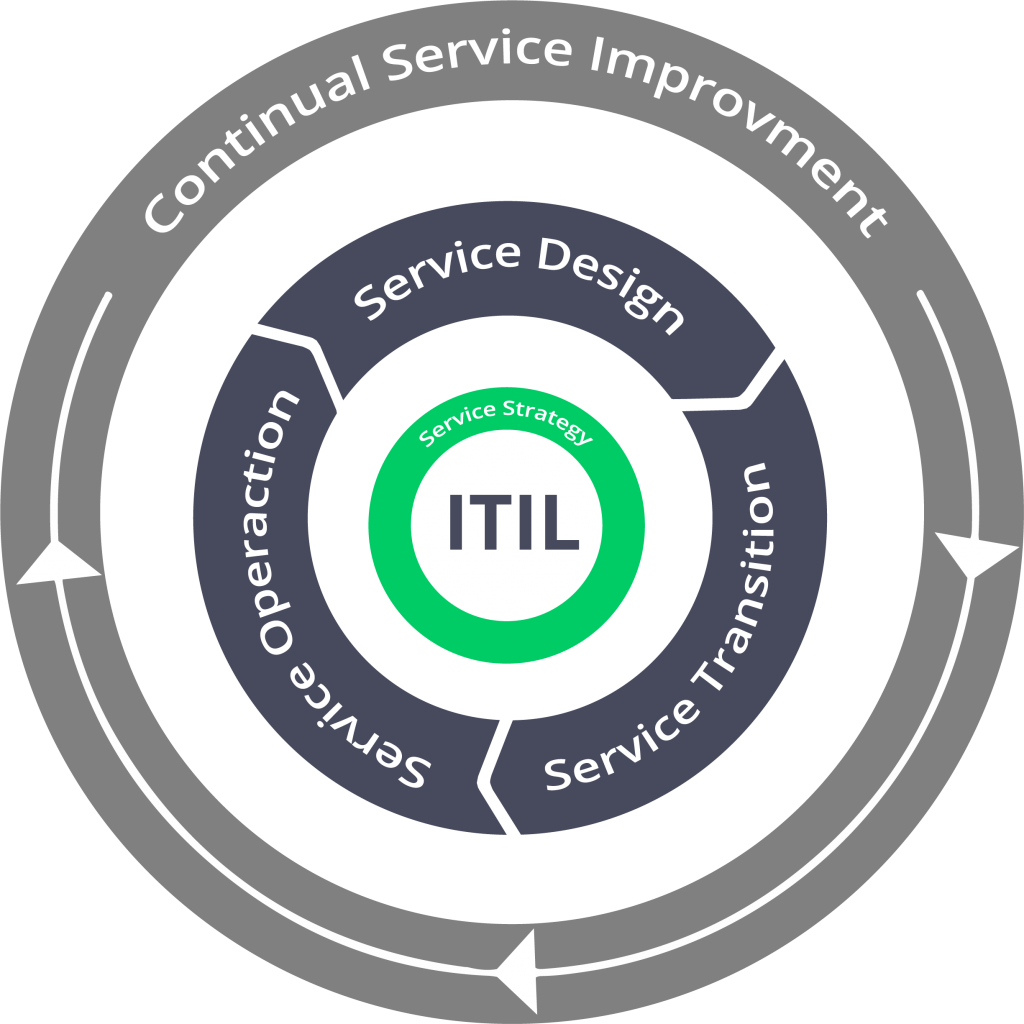 Continual Service Improvment
Service Design
Service Transition
Service Operaction
Service Strategy
ITIL